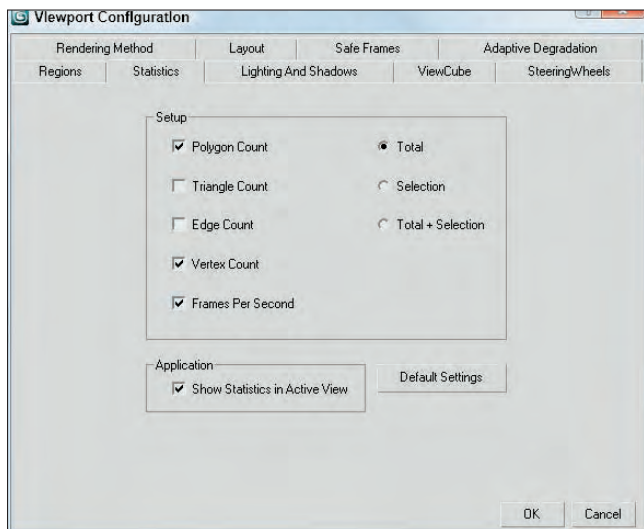 Viewport Configuration
Rendering Method Layout Safe Frames Adaptive Degradation
Regions Statistics Lighting And Shadows ViewCube SteeringWheels
Setup
Polygon Count Total
Triangle Count Selection
Edge Count Total + Selection
Vertex Count
Frames Per Second
Application
Show Statistics in Active View Default Settings
OK Cancel